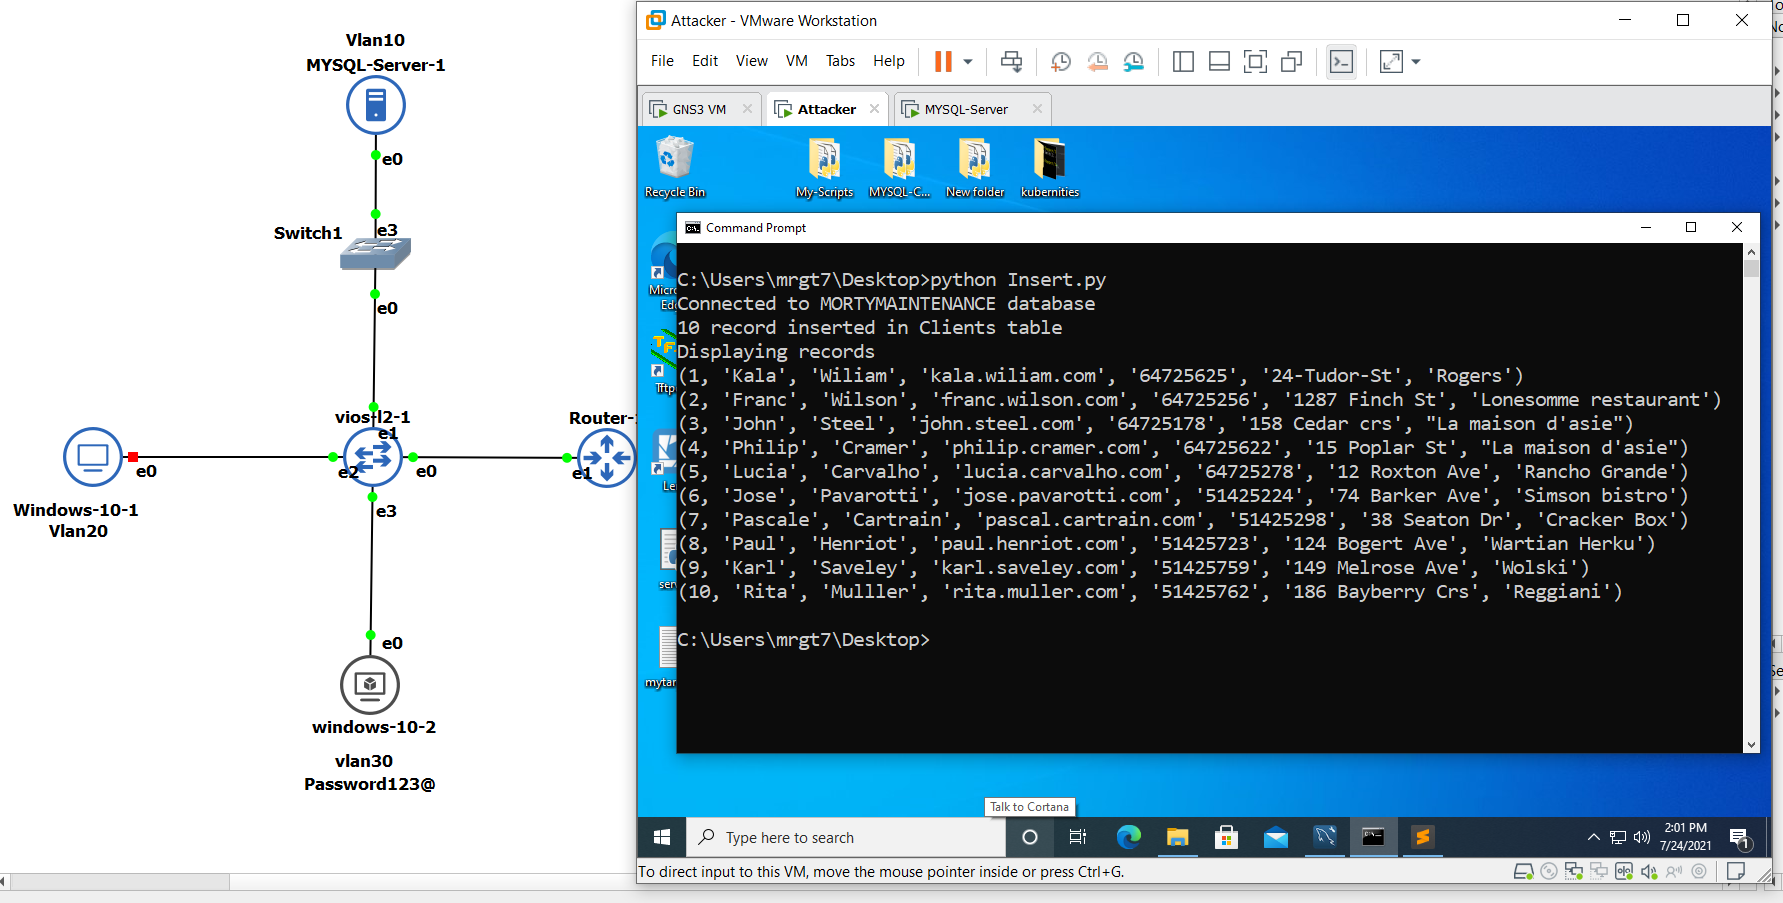 Vlan10
MYSQL-Server-1
e0
Switch1
e3
e0
vios-l2-1
e1
Router-
e0
e2
e0
e1
Windows-10-1
Vlan20
e3
e0
windows-10-2
vlan30
Password123@
Attacker - VMware Workstation
File Edit View VM Tabs Help
GNS3 VM
Attacker
MYSQL-Server
Recycle Bin
My-Scripts
MYSQL-C...
New folder
kubernities
Command Prompt
C:\Users\mrgt7\Desktop>python Insert.py
Connected to MORTYMAINTENANCE database
10 record inserted in Clients table
Displaying records
(1, 'Kala', 'Wiliam', 'kala.wiliam.com', '64725625', '24-Tudor-St', 'Rogers')
(2, 'Franc', 'Wilson', 'franc.wilson.com', '64725256', '1287 Finch St', 'Lonesomme restaurant')
(3, 'John', 'Steel', 'john.steel.com', '64725178', '158 Cedar crs', "La maison d'asie")
(4, 'Philip', 'Cramer', 'philip.cramer.com', '64725622', '15 Poplar St', "La maison d'asie")
(5, 'Lucia', 'Carvalho', 'lucia.carvalho.com', '64725278', '12 Roxton Ave', 'Rancho Grande')
(6, 'Jose', 'Pavarotti', 'jose.pavarotti.com', '51425224', '74 Barker Ave', 'Simson bistro')
(7, 'Pascale', 'Cartrain', 'pascal.cartrain.com', '51425298', '38 Seaton Dr', 'Cracker Box')
(8, 'Paul', 'Henriot', 'paul.henriot.com', '51425723', '124 Bogert Ave', 'Wartian Herku')
(9, 'Karl', 'Saveley', 'karl.saveley.com', '51425759', '149 Melrose Ave', 'Wolski')
(10, 'Rita', 'Mulller', 'rita.muller.com', '51425762', '186 Bayberry Crs', 'Reggiani')
C:\Users\mrgt7\Desktop>
Talk to Cortana
Type here to search
2:01 PM
7/24/2021
1
To direct input to this VM, move the mouse pointer inside or press Ctrl+G.